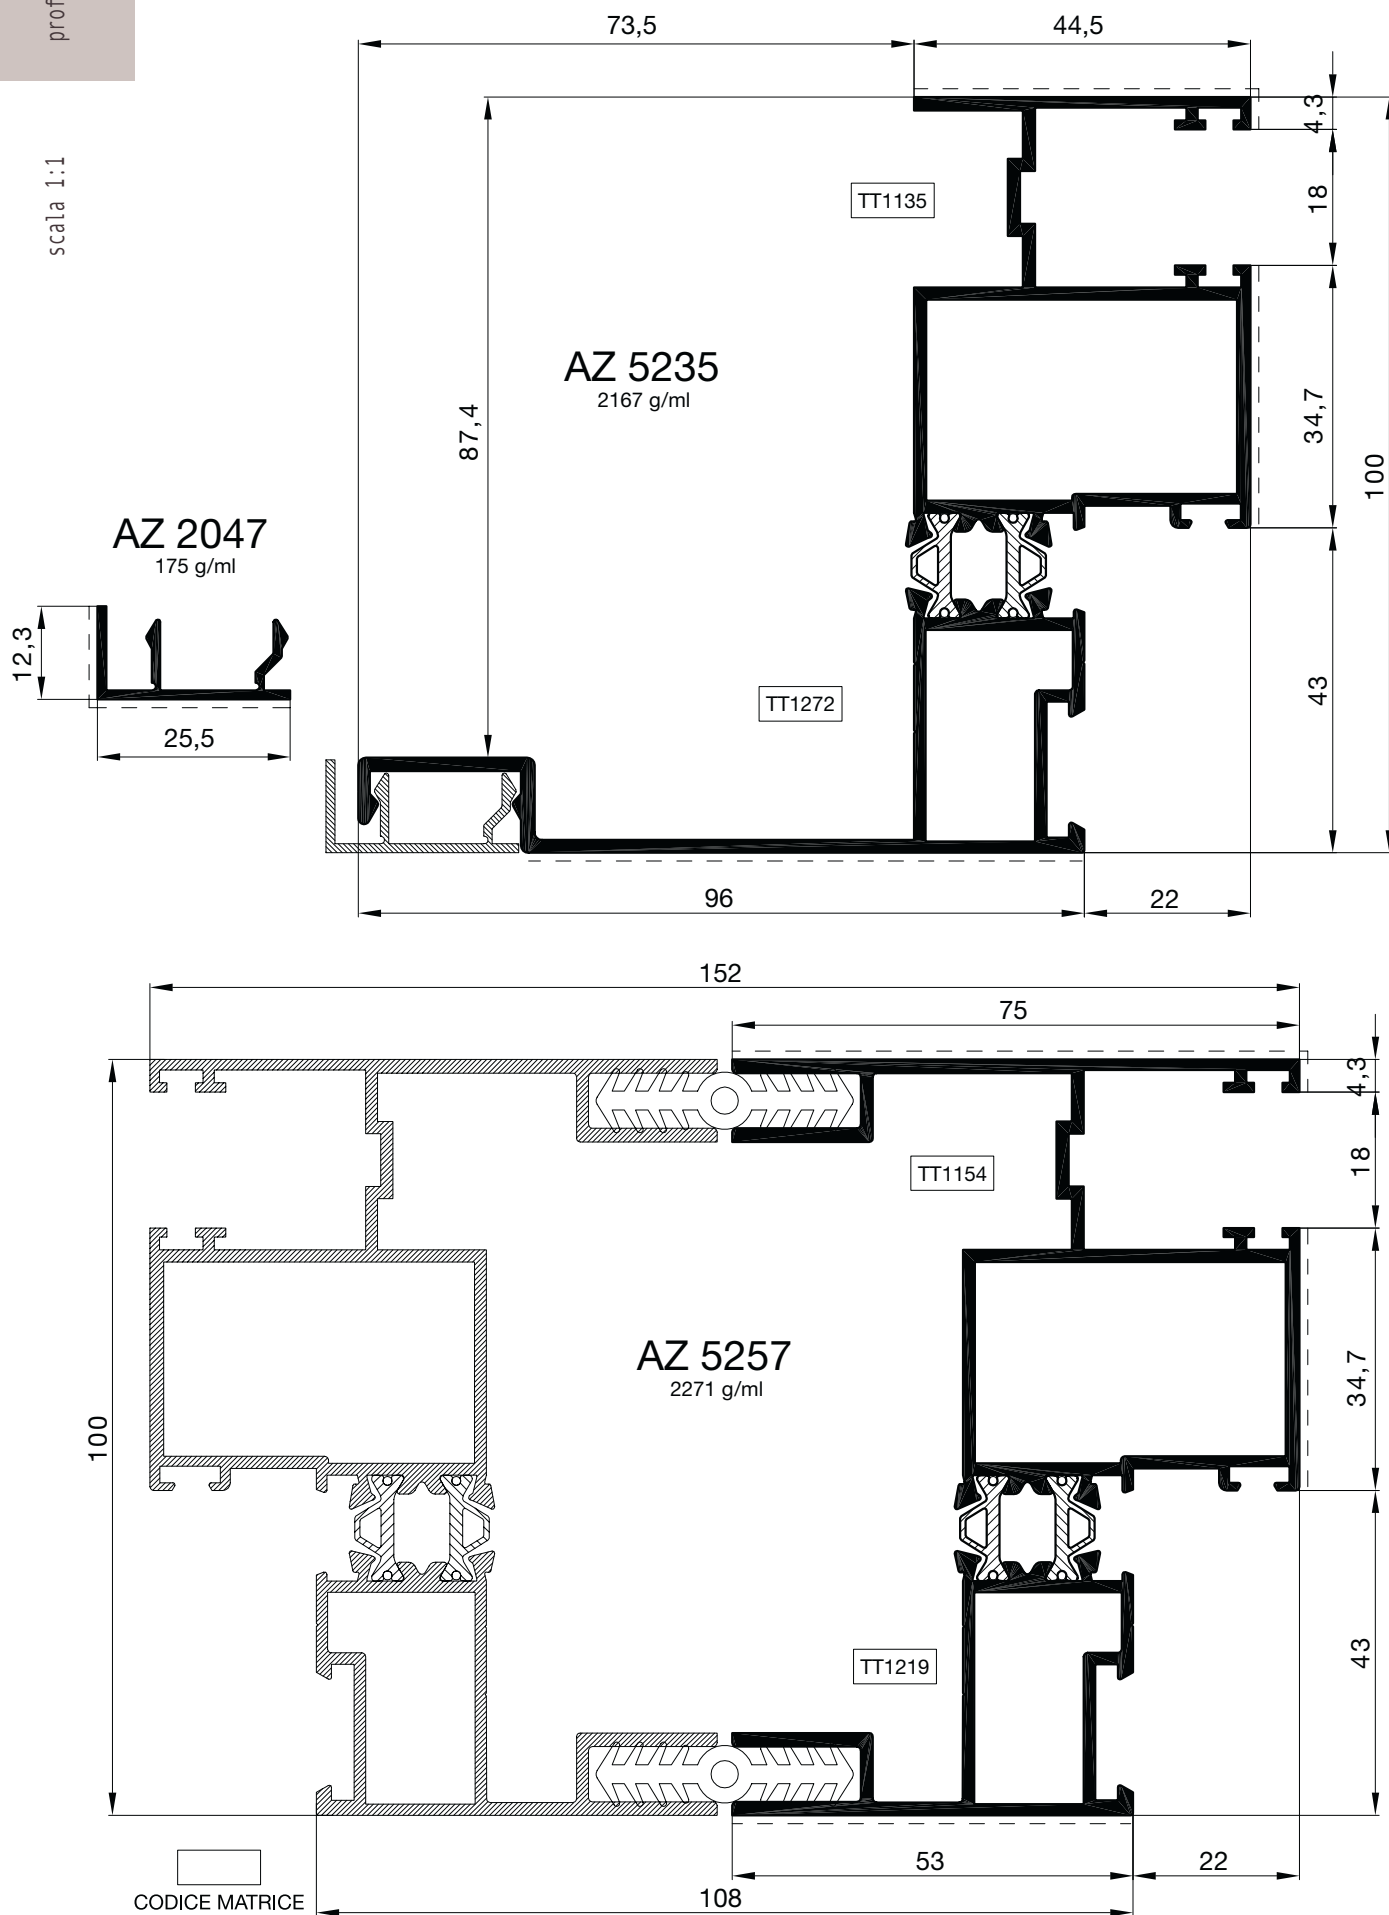 prof
scala 1:1
73,5
44,5
4,3
TT1135
18
AZ 5235
2167 g/ml
87,4
34,7
100
AZ 2047
175 g/ml
12,3
25,5
TT1272
43
96
22
152
75
4,3
TT1154
18
AZ 5257
2271 g/ml
34,7
100
TT1219
43
53
22
CODICE MATRICE
108